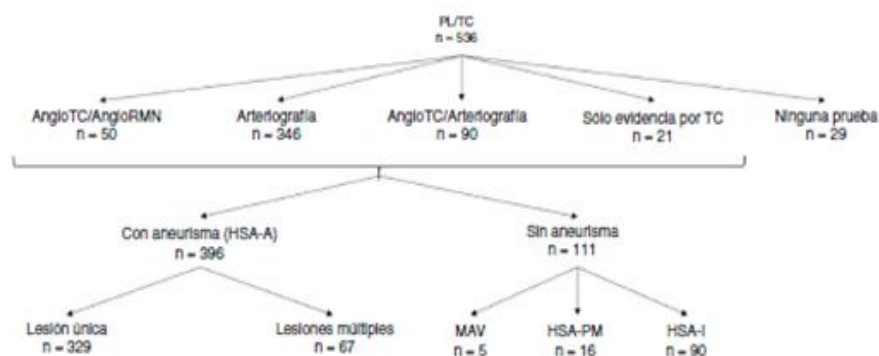 PL/TC
n = 536
AngioTC/AngioRMN
n = 50
Arteriografía
n = 346
AngioTC/Arteriografía
n = 90
Sólo evidencia por TC
n = 21
Ninguna prueba
n = 29
Con aneurisma (HSA-A)
n = 396
Sin aneurisma
n = 111
Lesión única
n = 329
Lesiones múltiples
n = 67
MAV
n = 5
HSA-PM
n = 16
HSA-I
n = 90